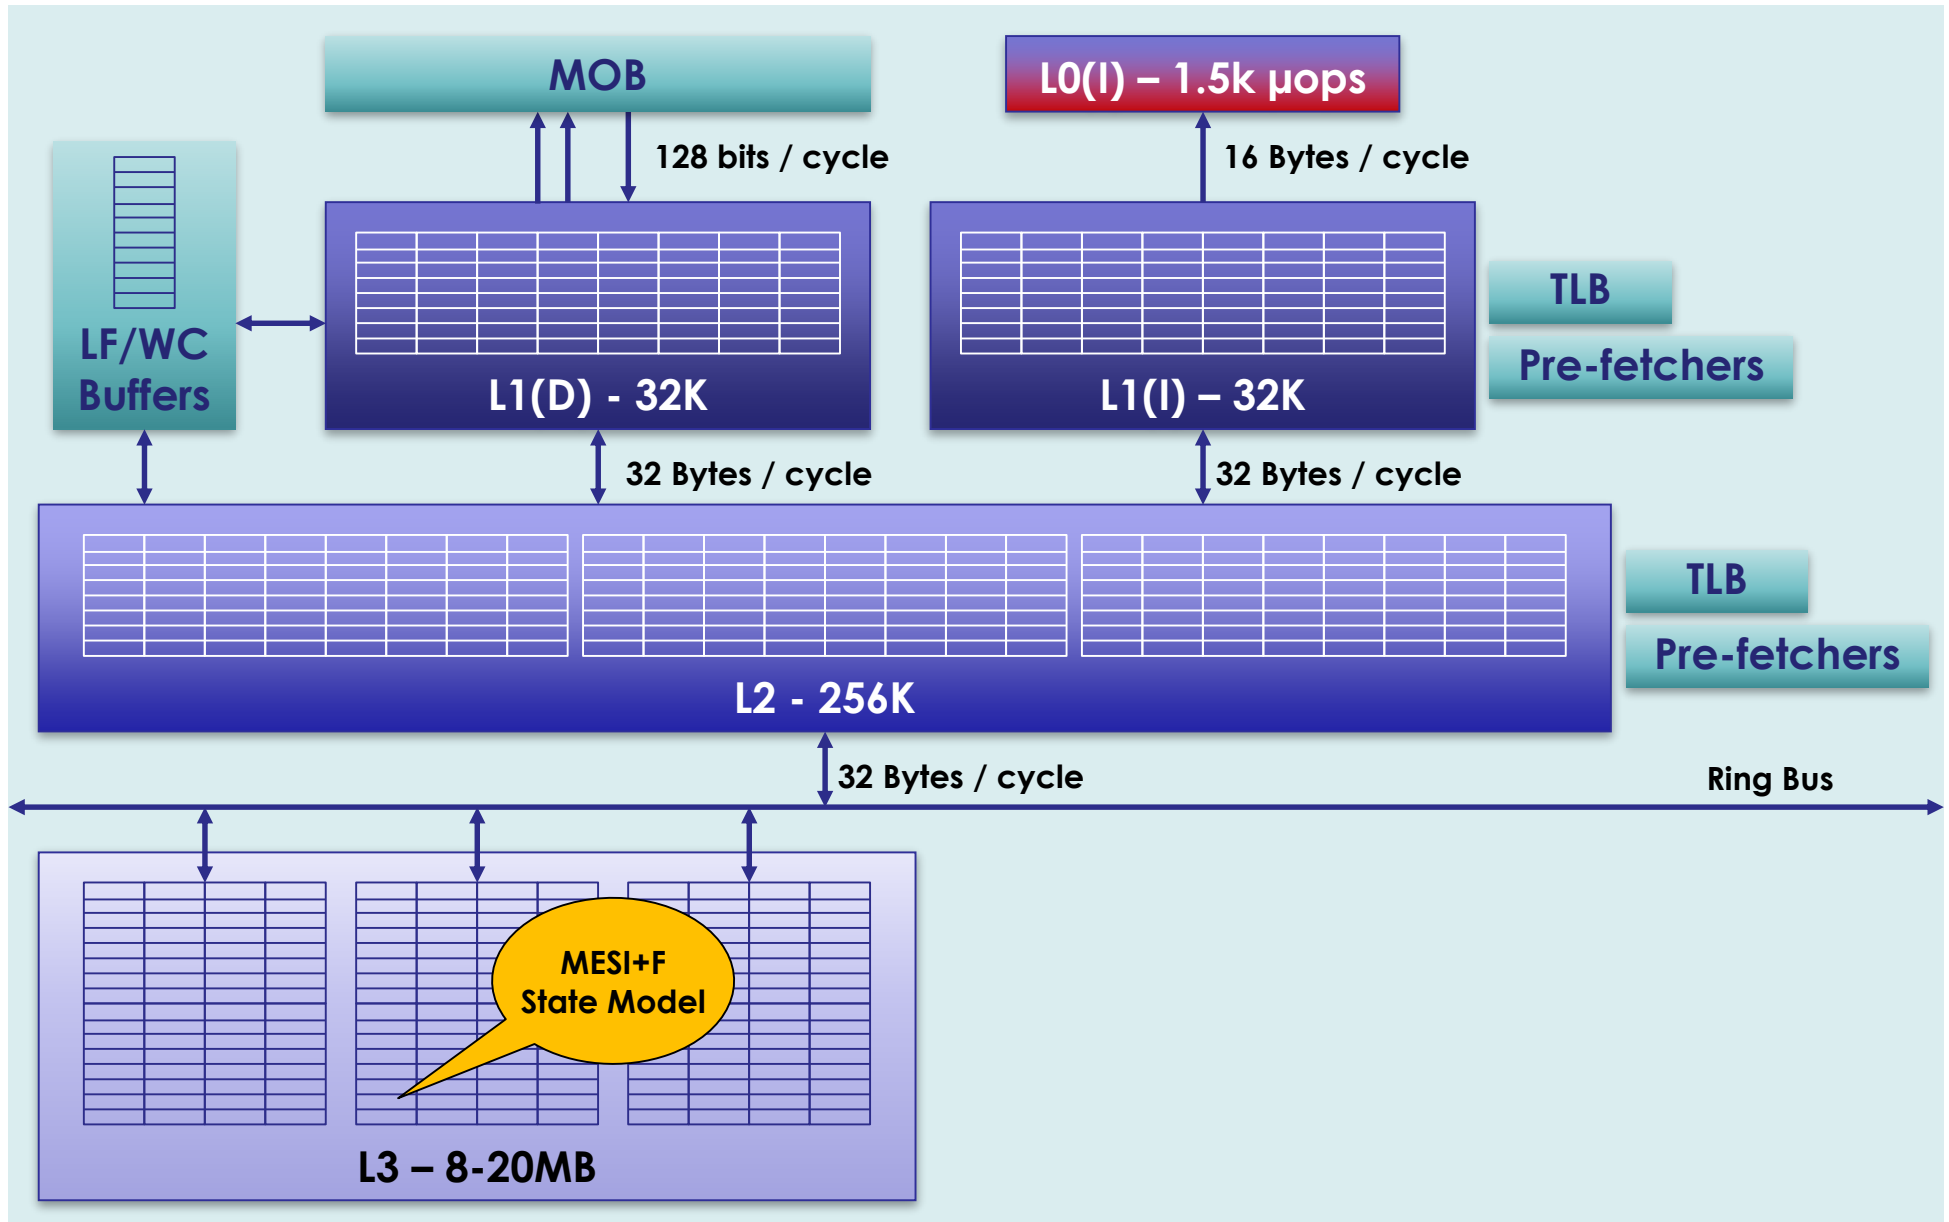 MOB
L0(I) – 1.5k µops
128 bits / cycle
16 Bytes / cycle
LF/WC
Buffers
L1(D) - 32K
L1(I) – 32K
TLB
Pre-fetchers
32 Bytes / cycle
32 Bytes / cycle
L2 - 256K
TLB
Pre-fetchers
32 Bytes / cycle
Ring Bus
MESI+F
State Model
L3 – 8-20MB